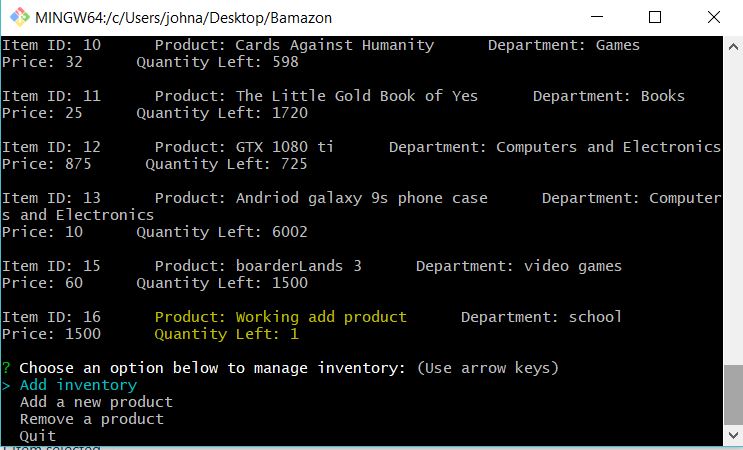 MINGW64:/c/Users/johna/Desktop/Bamazon
Item ID: 10 Product: Cards Against Humanity Department: Games
Price: 32 Quantity Left: 598
Item ID: 11 Product: The Little Gold Book of Yes Department: Books
Price: 25 Quantity Left: 1720
Item ID: 12 Product: GTX 1080 ti Department: Computers and Electronics
Price: 875 Quantity Left: 725
Item ID: 13 Product: Andriod galaxy 9s phone case Department: Computer
s and Electronics
Price: 10 Quantity Left: 6002
Item ID: 15 Product: boarderLands 3 Department: video games
Price: 60 Quantity Left: 1500
Item ID: 16 Product: Working add product Department: school
Price: 1500 Quantity Left: 1
? Choose an option below to manage inventory: (Use arrow keys)
> Add inventory
Add a new product
Remove a product
Quit